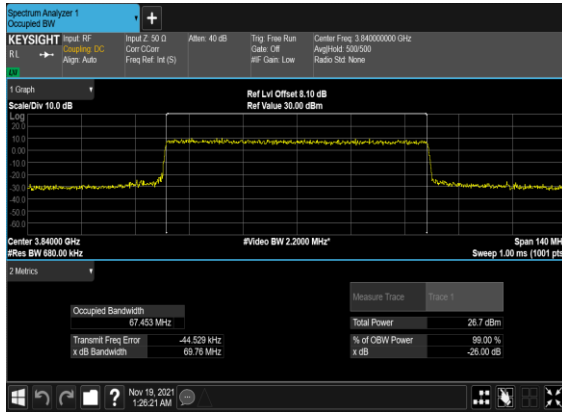 Spectrum Analyzer 1
Occupied BW
KEYSIGHT
RL
Input: RF
Coupling: DC
Align: Auto
Input Z: 50 Ω
Corr CCorr
Freq Ref: Int (S)
Atten: 40 dB
Trig: Free Run
Gate: Off
#IF Gain: Low
Center Freq: 3.840000000 GHz
Avg|Hold: 500/500
Radio Std: None
1 Graph
Scale/Div 10.0 dB
Ref Lvl Offset 8.10 dB
Ref Value 30.00 dBm
Log
20.0
10.0
0.00
-10.0
-20.0
-30.0
-40.0
-50.0
-60.0
Center 3.84000 GHz
#Res BW 680.00 kHz
#Video BW 2.2000 MHz*
Span 140 MH
Sweep 1.00 ms (1001 pts
2 Metrics
Measure Trace
Trace 1
Occupied Bandwidth
67.453 MHz
Total Power
26.7 dBm
Transmit Freq Error
-44.529 kHz
% of OBW Power
99.00 %
x dB Bandwidth
69.76 MHz
x dB
-26.00 dB
Nov 19, 2021
1:26:21 AM